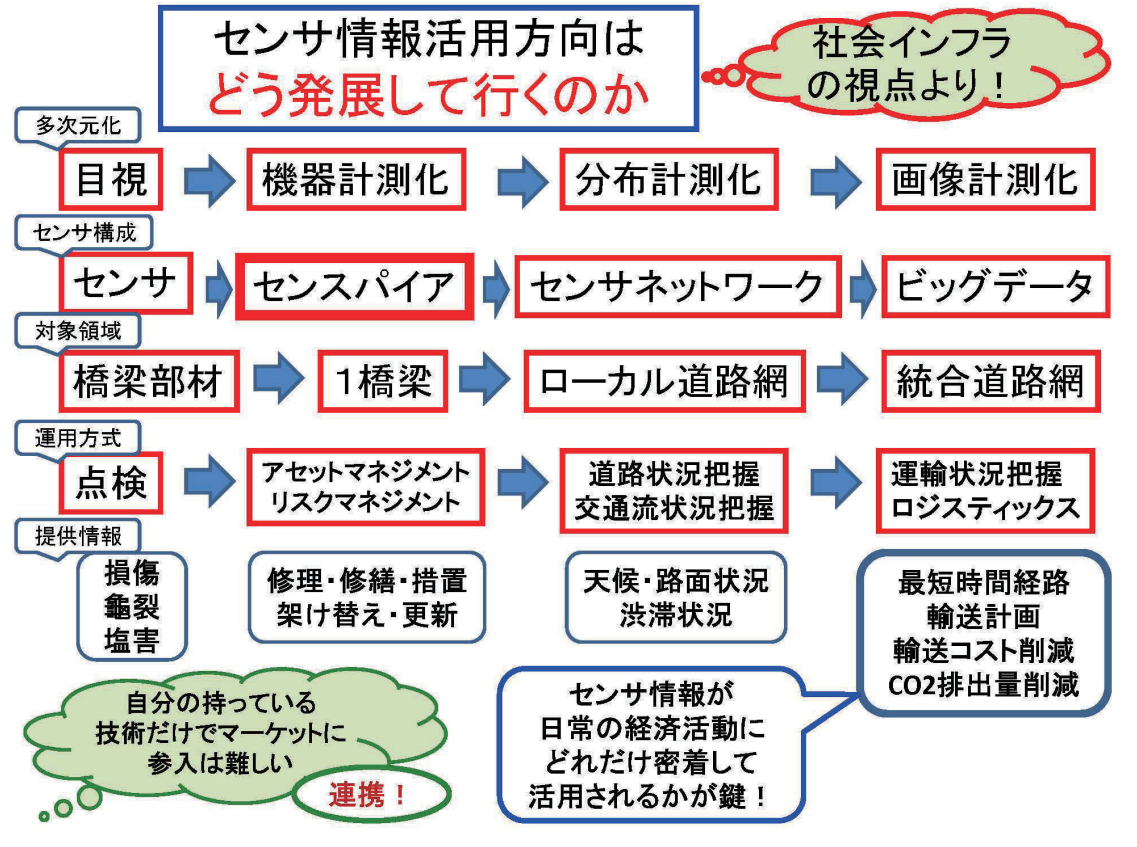 センサ情報活用方向は
どう発展して行くのか
社会インフラ
の視点より！
多次元化
目視
機器計測化
分布計測化
画像計測化
センサ構成
センサ
センスパイア
センサネットワーク
ビッグデータ
対象領域
橋梁部材
１橋梁
ローカル道路網
統合道路網
運用方式
点検
アセットマネジメント
リスクマネジメント
道路状況把握
交通流状況把握
運輸状況把握
ロジスティックス
提供情報
損傷
亀裂
塩害
修理・修繕・措置
架け替え・更新
天候・路面状況
渋滞状況
最短時間経路
輸送計画
輸送コスト削減
CO2排出量削減
自分の持っている
技術だけでマーケットに
参入は難しい
連携！
センサ情報が
日常の経済活動に
どれだけ密着して
活用されるかが鍵！